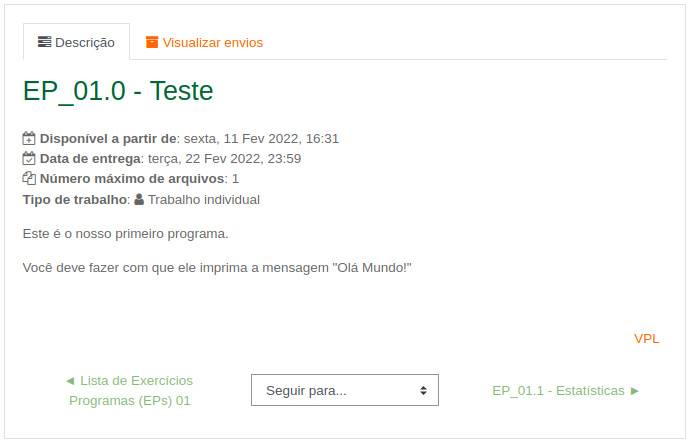 Descrição Visualizar envios
EP_01.0 - Teste
Disponível a partir de: sexta, 11 Fev 2022, 16:31
Data de entrega: terça, 22 Fev 2022, 23:59
Número máximo de arquivos: 1
Tipo de trabalho: Trabalho individual
Este é o nosso primeiro programa.
Você deve fazer com que ele imprima a mensagem "Olá Mundo!"
VPL
◄ Lista de Exercícios
Programas (EPs) 01
Seguir para...
EP_01.1 - Estatísticas ►